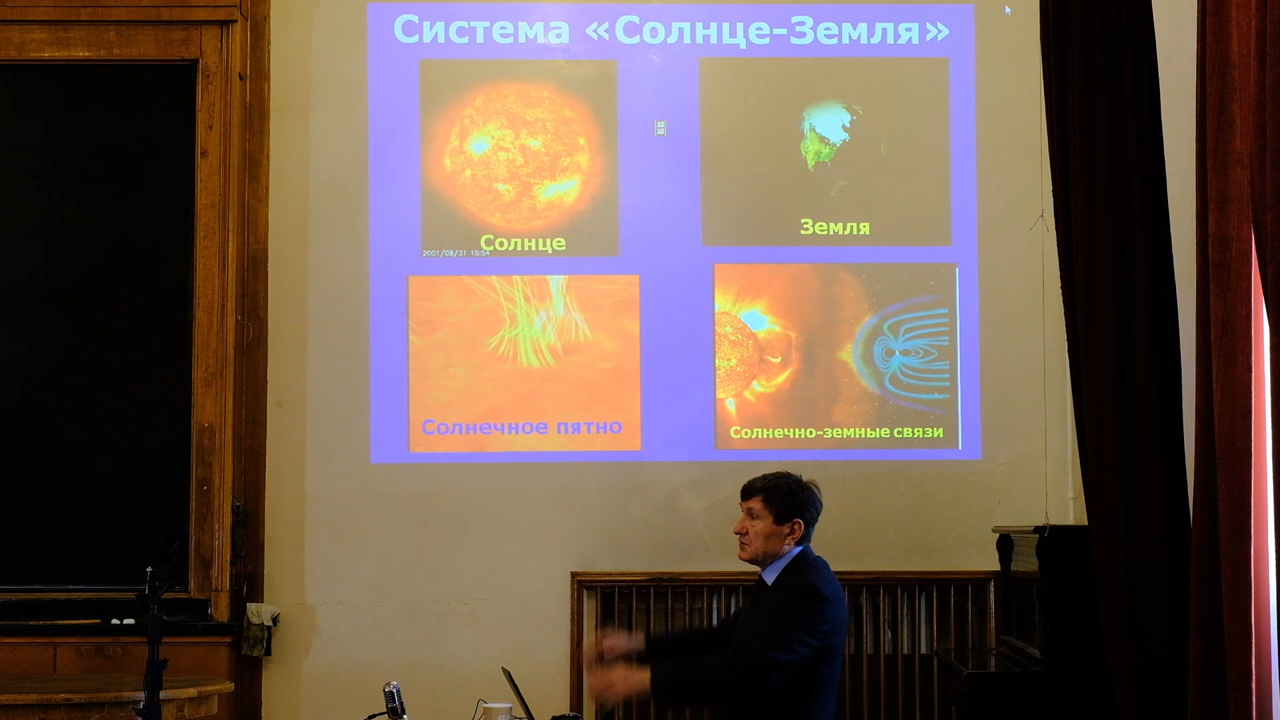 Система «Солнце-Земля»
Солнце
2001/08/31 15:54
Земля
Солнечное пятно
Солнечно-земные связи